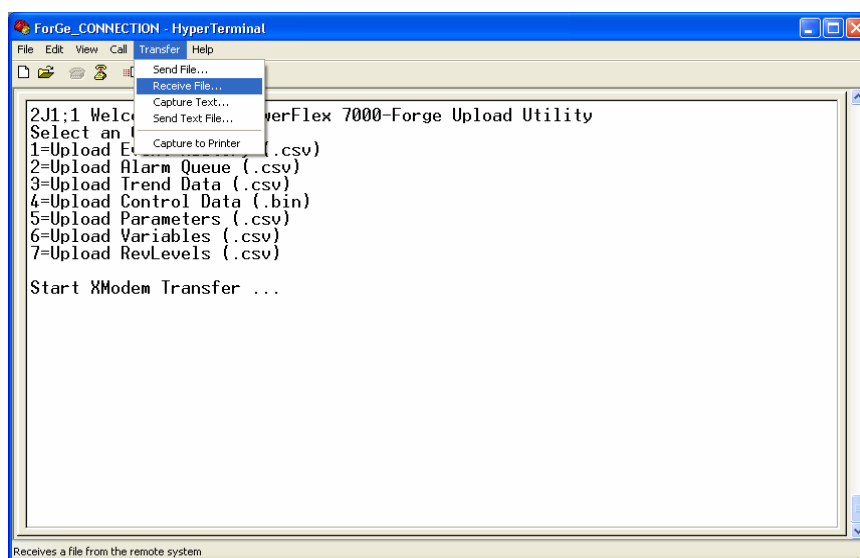 ForGe_CONNECTION - HyperTerminal
File Edit View Call Transfer Help
Send File...
Receive File...
Capture Text...
Send Text File...
Capture to Printer
2J1;1 Welc werFlex 7000-Forge Upload Utility
Select an
1=Upload E (.csv)
2=Upload Alarm Queue (.csv)
3=Upload Trend Data (.csv)
4=Upload Control Data (.bin)
5=Upload Parameters (.csv)
6=Upload Variables (.csv)
7=Upload RevLevels (.csv)
Start XModem Transfer ...
Receives a file from the remote system